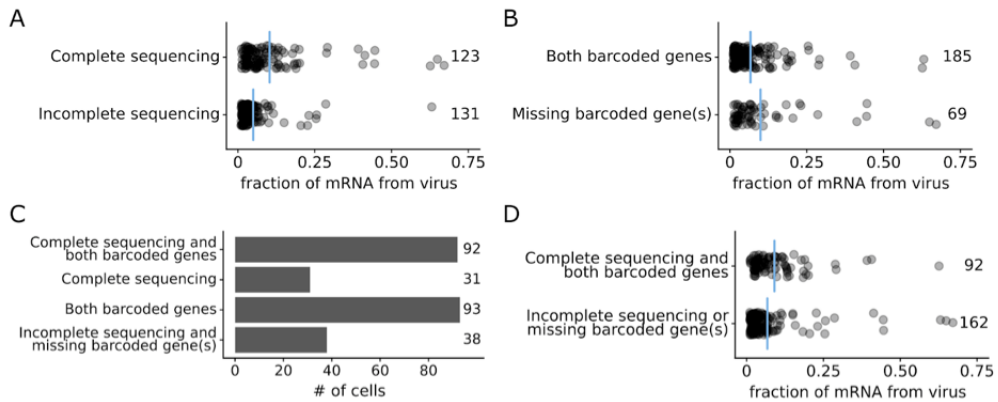 A
Complete sequencing
123
Incomplete sequencing
131
0 0.25 0.50 0.75
fraction of mRNA from virus
B
Both barcoded genes
185
Missing barcoded gene(s)
69
0 0.25 0.50 0.75
fraction of mRNA from virus
C
Complete sequencing and
both barcoded genes
92
Complete sequencing
31
Both barcoded genes
93
Incomplete sequencing and
missing barcoded gene(s)
38
0 20 40 60 80
# of cells
D
Complete sequencing and
both barcoded genes
92
Incomplete sequencing or
missing barcoded gene(s)
162
0 0.25 0.50 0.75
fraction of mRNA from virus